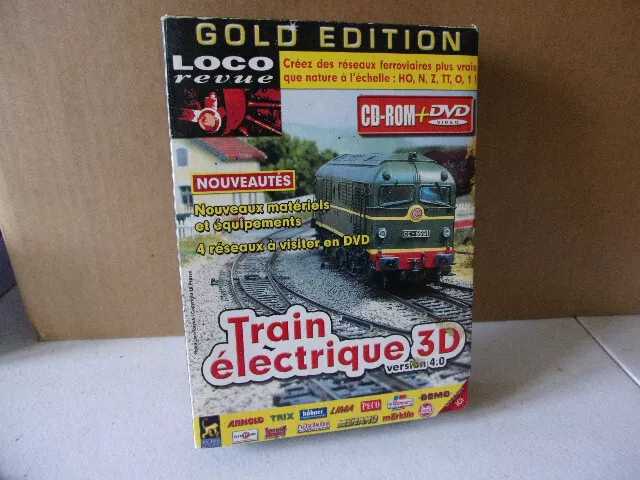 GOLD EDITION
LOCO
revue
Créez des réseaux ferroviaires plus vrais
que nature à l'échelle : HO, N, Z, TT, O, 1 !
CD-ROM+DVD
VIDEO
NOUVEAUTÉS
Nouveaux matériels
et équipements
4 réseaux à visiter en DVD
Train
électrique 3D
version 4.0
ARNOLD
TRIX
LIMA
PECO
BEMO
märklin